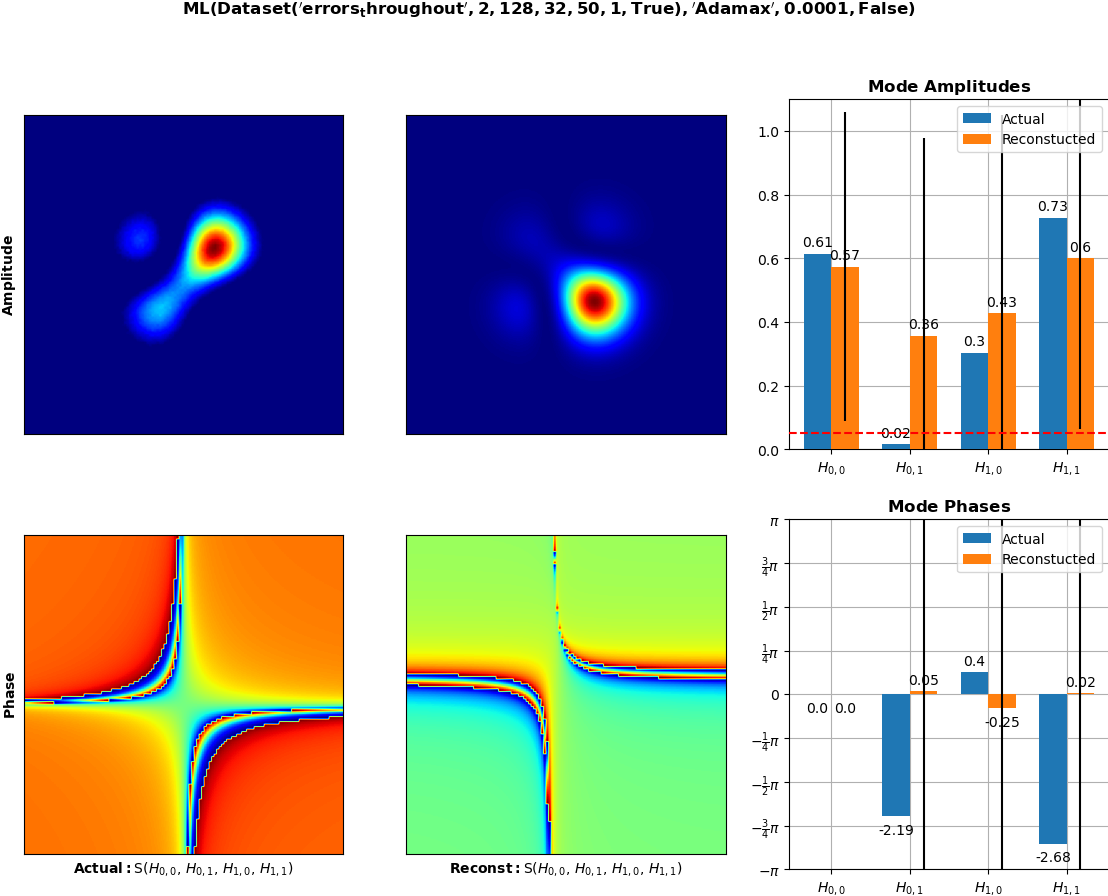 ML(Dataset('errors_throughout', 2, 128, 32, 50, 1, True), 'Adamax', 0.0001, False)
Amplitude
Mode Amplitudes
Actual
Reconstucted
1.0
0.8
0.6
0.4
0.2
0.0
0.61
0.57
0.02
0.36
0.3
0.43
0.73
0.6
H0,0
H0,1
H1,0
H1,1
Phase
Actual: S(H0,0, H0,1, H1,0, H1,1)
Reconst: S(H0,0, H0,1, H1,0, H1,1)
Mode Phases
Actual
Reconstucted
π
3/4π
1/2π
1/4π
0
−1/4π
−1/2π
−3/4π
−π
0.0
0.0
-2.19
0.05
0.4
-0.25
-2.68
0.02
H0,0
H0,1
H1,0
H1,1